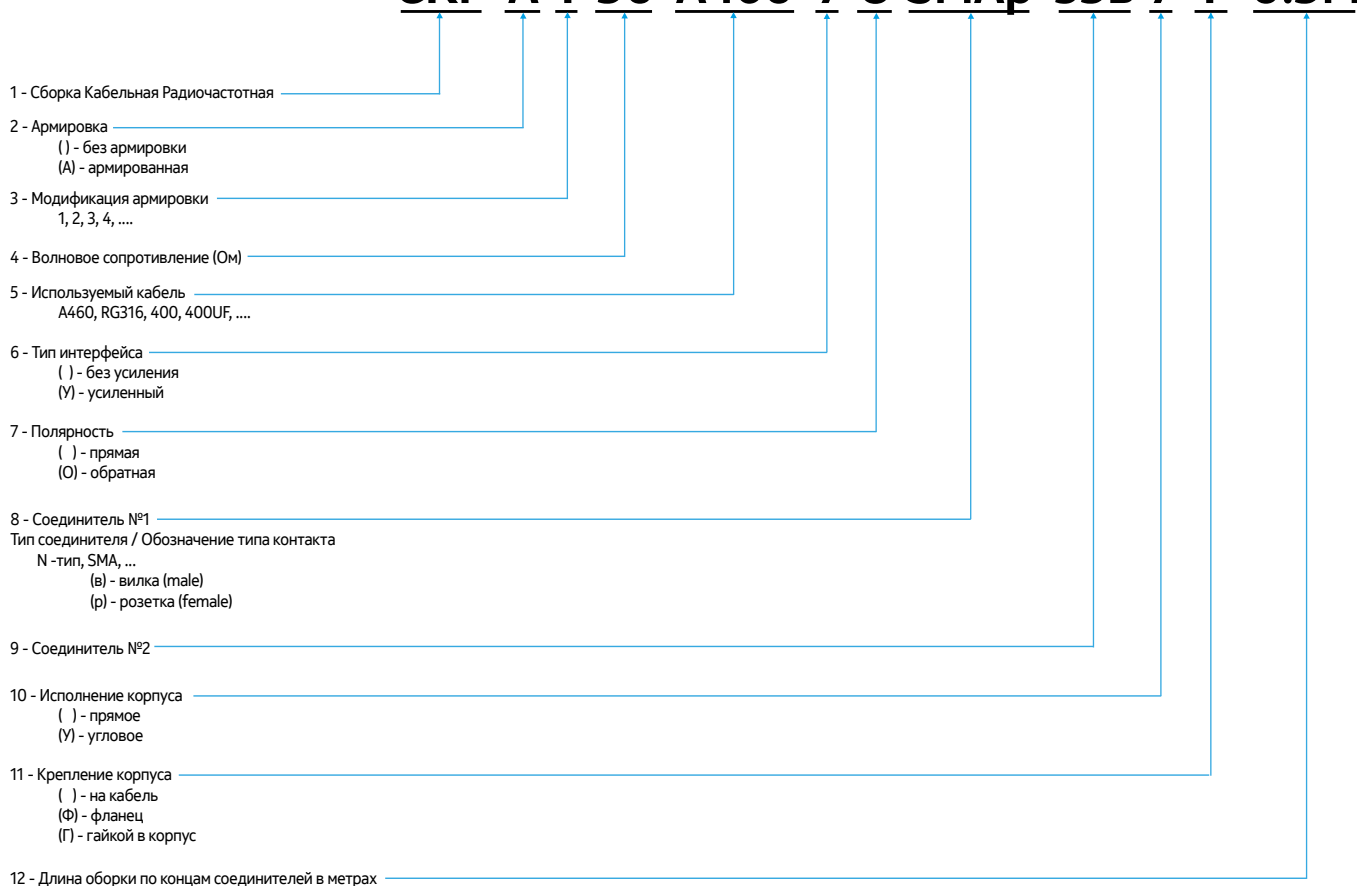 1 - Сборка Кабельная Радиочастотная
2 - Армировка
( ) - без армировки
(А) - армированная
3 - Модификация армировки
1, 2, 3, 4, ....
4 - Волновое сопротивление (Ом)
5 - Используемый кабель
A460, RG316, 400, 400UF, ....
6 - Тип интерфейса
( ) - без усиления
(У) - усиленный
7 - Полярность
( ) - прямая
(О) - обратная
8 - Соединитель №1
Тип соединителя / Обозначение типа контакта
N -тип, SMA, ...
(в) - вилка (male)
(р) - розетка (female)
9 - Соединитель №2
10 - Исполнение корпуса
( ) - прямое
(У) - угловое
11 - Крепление корпуса
( ) - на кабель
(Ф) - фланец
(Г) - гайкой в корпус
12 - Длина оборки по концам соединителей в метрах